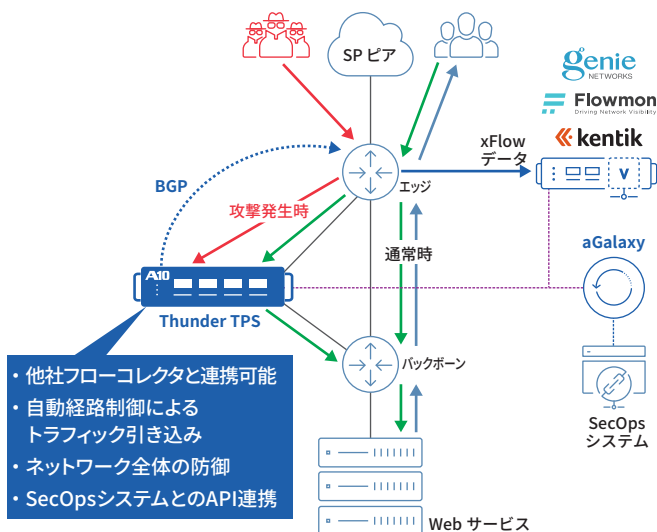 SP ピア
genie
NETWORKS
Flowmon
Driving Network Visibility
kentik
xFlow
データ
エッジ
BGP
V
攻撃発生時
通常時
aGalaxy
A10
Thunder TPS
バックボーン
・他社フローコレクタと連携可能
・自動経路制御による
トラフィック引き込み
・ネットワーク全体の防御
・SecOpsシステムとのAPI連携
SecOps
システム
Web サービス